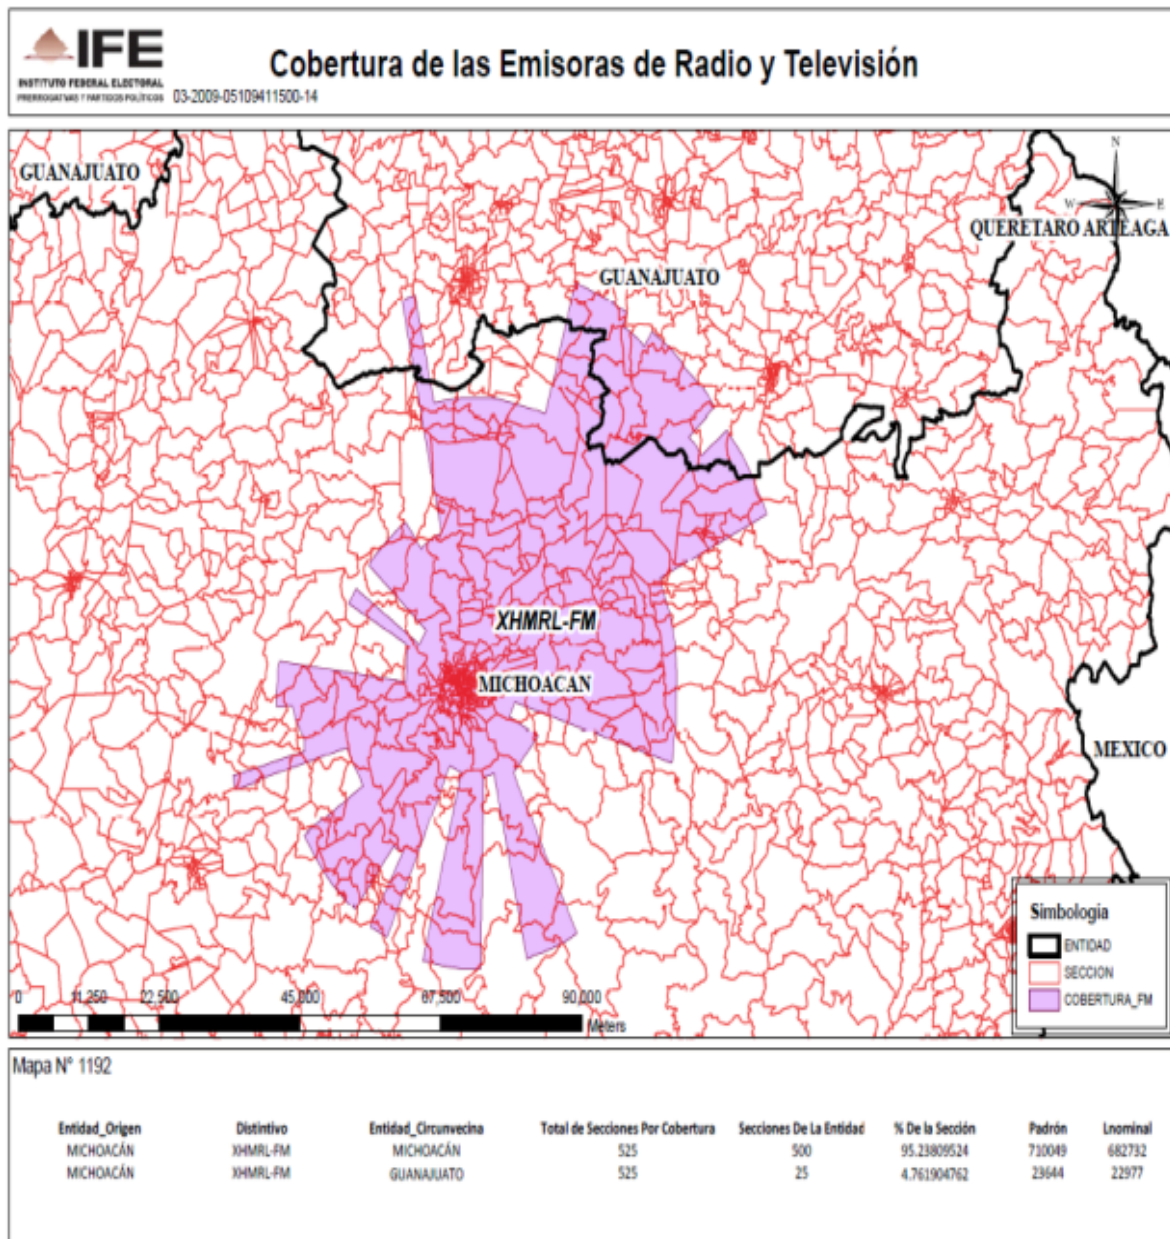 IFE
INSTITUTO FEDERAL ELECTORAL
PRERROGATIVAS Y PARTIDOS POLÍTICOS
03-2009-05109411500-14
Cobertura de las Emisoras de Radio y Televisión
GUANAJUATO
N
W E
QUERETARO ARTEAGA
GUANAJUATO
XHMRL-FM
MICHOACAN
MEXICO
Simbologia
ENTIDAD
SECCION
COBERTURA_FM
0 11,250 22,500 45,000 67,500 90,000
Meters
Mapa N° 1192
Entidad_Origen Distintivo Entidad_Circunvecina Total de Secciones Por Cobertura Secciones De La Entidad % De la Sección Padrón Lnominal
MICHOACÁN XHMRL-FM MICHOACÁN 525 500 95.23809524 710049 682732
MICHOACÁN XHMRL-FM GUANAJUATO 525 25 4.761904762 23644 22977